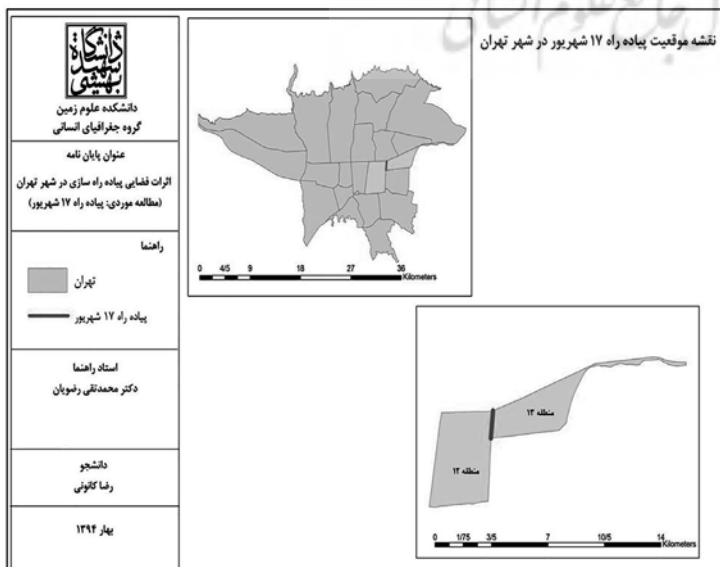 نقشه موقعیت پیاده راه ۱۷ شهریور در شهر تهران
دانشگاه
شهید
بهشتی
دانشکده علوم زمین
گروه جغرافیای انسانی
عنوان پایان نامه
اثرات فضایی پیاده راه سازی در شهر تهران
(مطالعه موردی: پیاده راه ۱۷ شهریور)
راهنما
تهران
پیاده راه ۱۷ شهریور
استاد راهنما
دکتر محمدتقی رضویان
دانشجو
رضا کانونی
بهار ۱۳۹۴
0 4/5 9 18 27 36
Kilometers
منطقه ۱۳
منطقه ۱۲
0 1/75 3/5 7 10/5 14
Kilometers